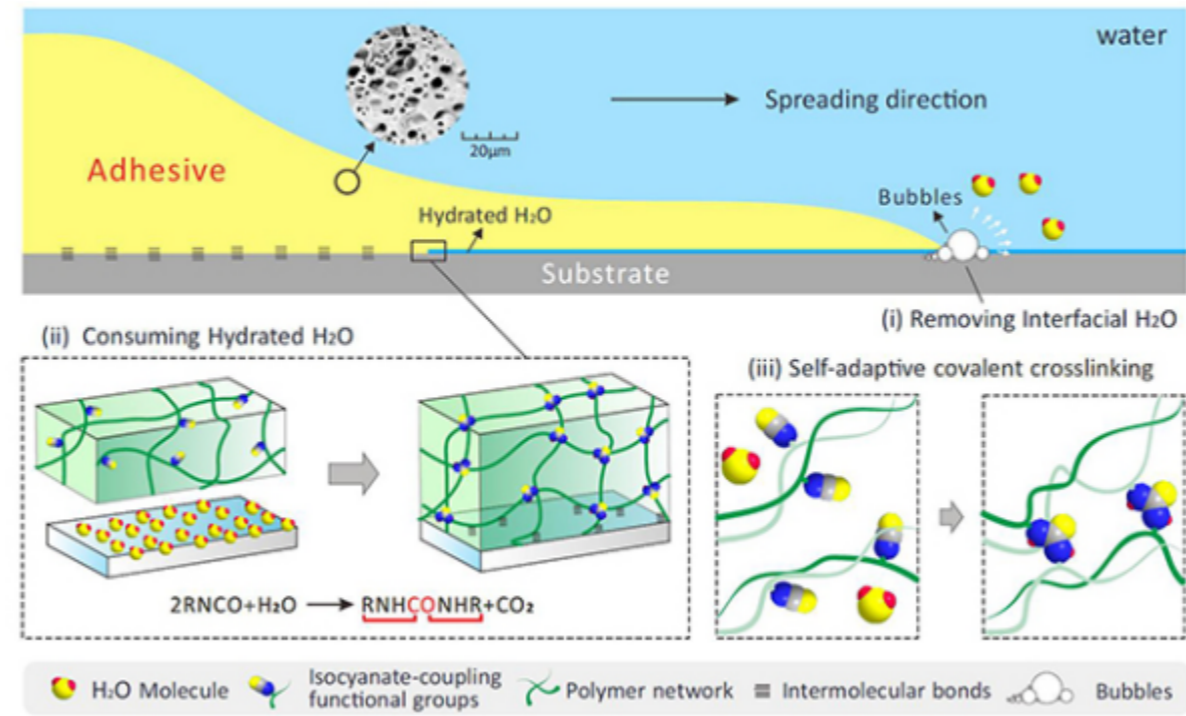 water
Spreading direction
20μm
Adhesive
Bubbles
Hydrated H₂O
Substrate
(i) Removing Interfacial H₂O
(ii) Consuming Hydrated H₂O
(iii) Self-adaptive covalent crosslinking
2RNCO+H₂O → RNHCONHR+CO₂
H₂O Molecule
Isocyanate-coupling
functional groups
Polymer network
Intermolecular bonds
Bubbles